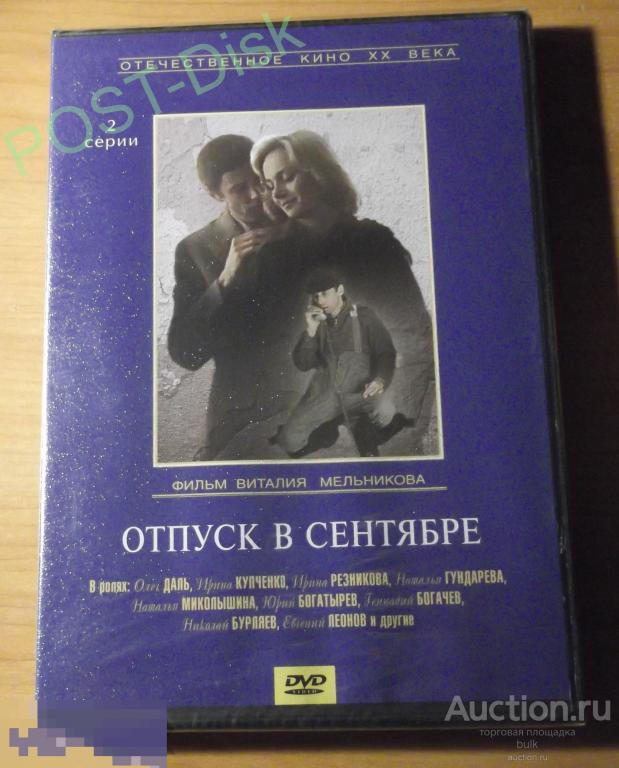 POST-Disk
ОТЕЧЕСТВЕННОЕ КИНО XX ВЕКА
2
серии
ФИЛЬМ ВИТАЛИЯ МЕЛЬНИКОВА
ОТПУСК В СЕНТЯБРЕ
В ролях: Олег ДАЛЬ, Ирина КУПЧЕНКО, Ирина РЕЗНИКОВА, Наталья ГУНДАРЕВА,
Наталья МИКОЛЫШИНА, Юрий БОГАТЫРЕВ, Геннадий БОГАЧЕВ,
Николай БУРЛЯЕВ, Евгений ЛЕОНОВ и другие
DVD
VIDEO
Auction.ru
торговая площадка
bulk
auction.ru